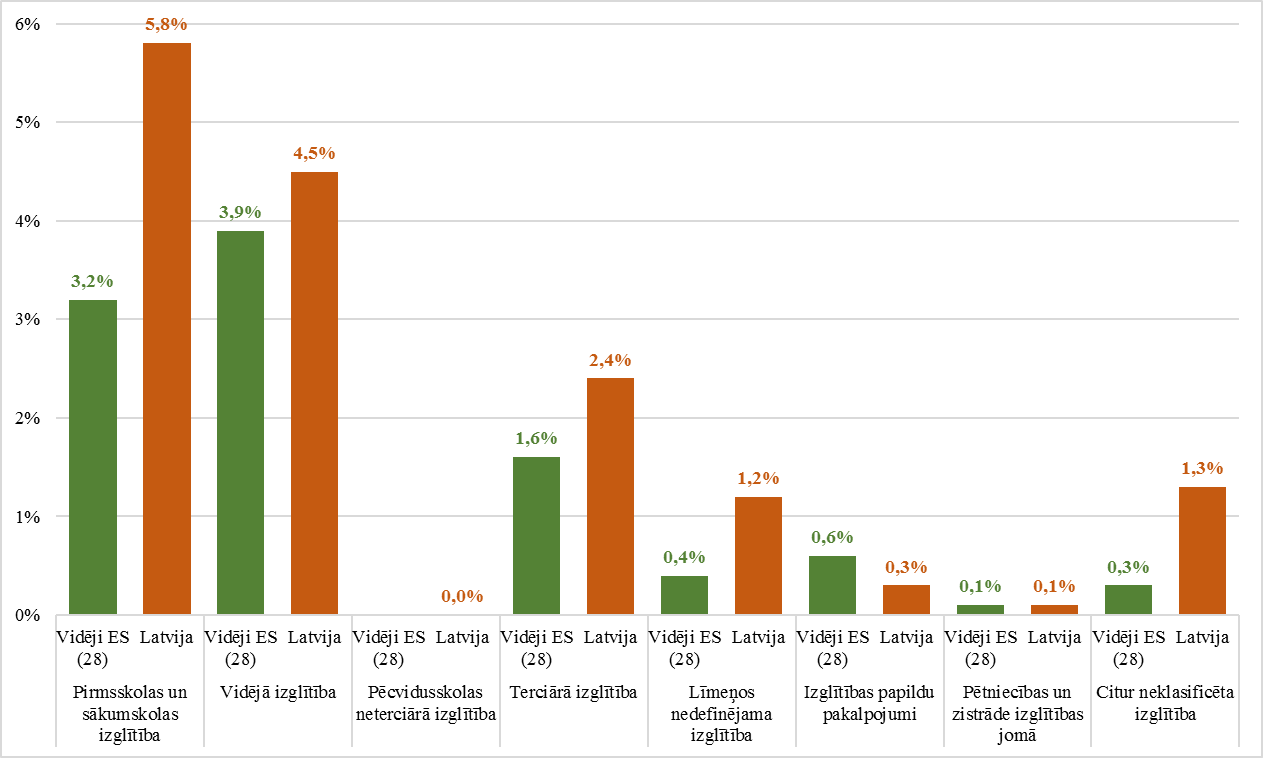 6%
5,8%
5%
4,5%
4%
3,9%
3,2%
3%
2,4%
2%
1,6%
1,3%
1,2%
1%
0,6%
0,4%
0,3%
0,3%
0,1%
0,1%
0,0%
0%
Vidēji ES (28) Latvija Vidēji ES (28) Latvija Vidēji ES (28) Latvija Vidēji ES (28) Latvija Vidēji ES (28) Latvija Vidēji ES (28) Latvija Vidēji ES (28) Latvija Vidēji ES (28) Latvija
Pirmsskolas un
sākumskolas
izglītība
Vidējā izglītība
Pēcvidusskolas
neterciārā izglītība
Terciārā izglītība
Līmeņos
nedefinējama
izglītība
Izglītības papildu
pakalpojumi
Pētniecības un
zistrāde izglītības
jomā
Citur neklasificēta
izglītība